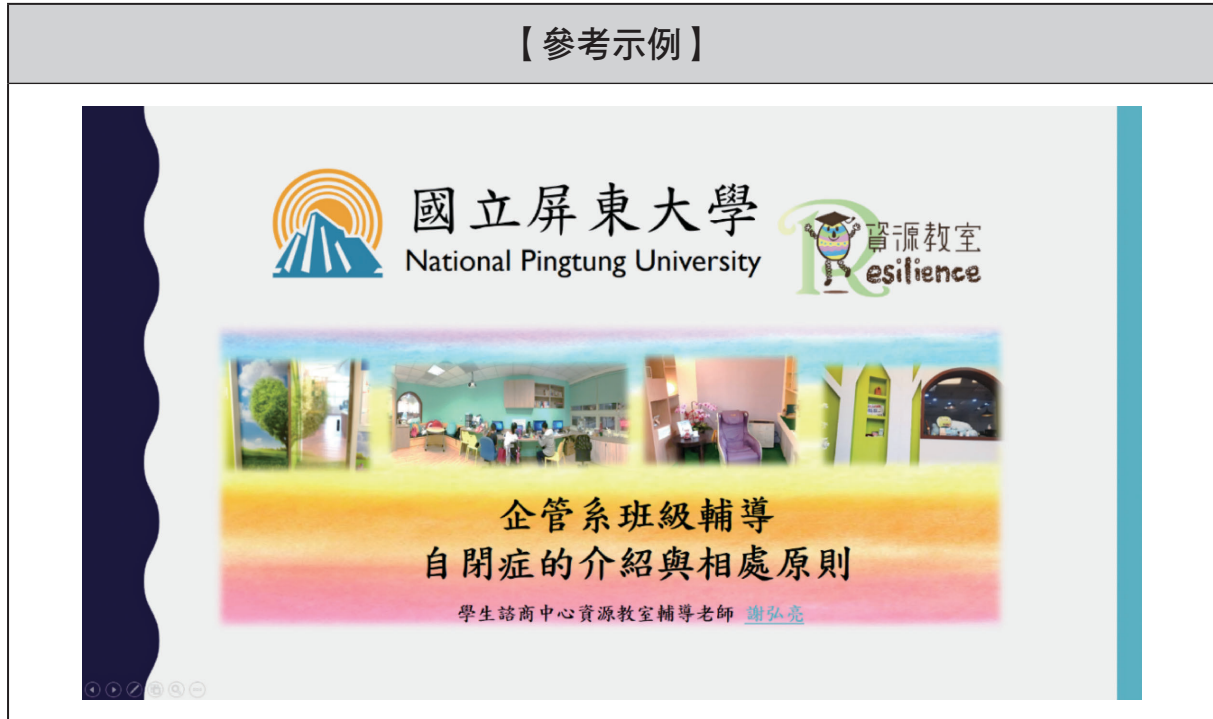 【參考示例】
國立屏東大學
National Pingtung University
資源教室
Resilience
企管系班級輔導
自閉症的介紹與相處原則
學生諮商中心資源教室輔導老師 謝弘亮